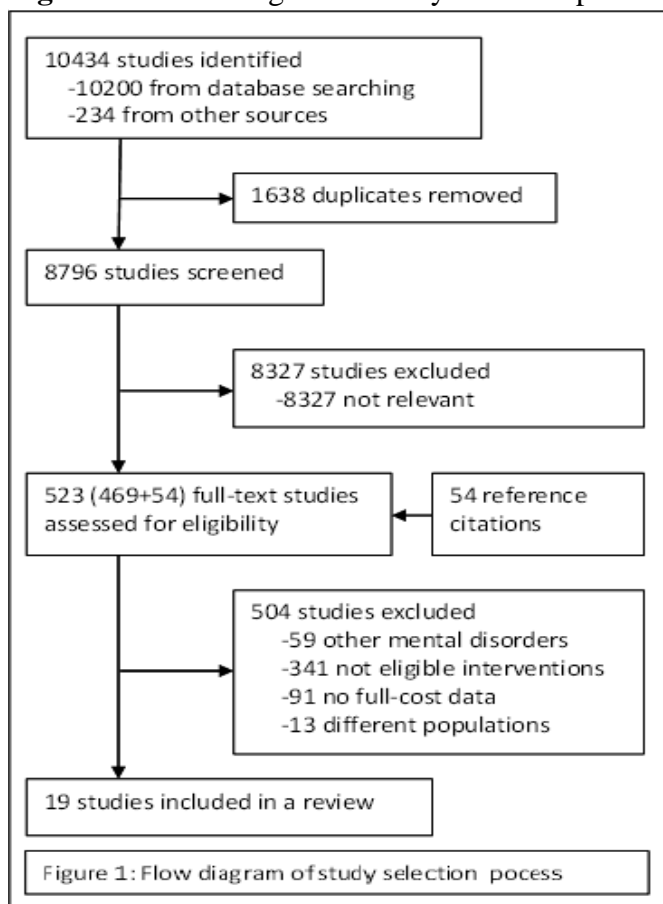 10434 studies identified
-10200 from database searching
-234 from other sources
1638 duplicates removed
8796 studies screened
8327 studies excluded
-8327 not relevant
523 (469+54) full-text studies
assessed for eligibility
54 reference
citations
504 studies excluded
-59 other mental disorders
-341 not eligible interventions
-91 no full-cost data
-13 different populations
19 studies included in a review
Figure 1: Flow diagram of study selection pocess